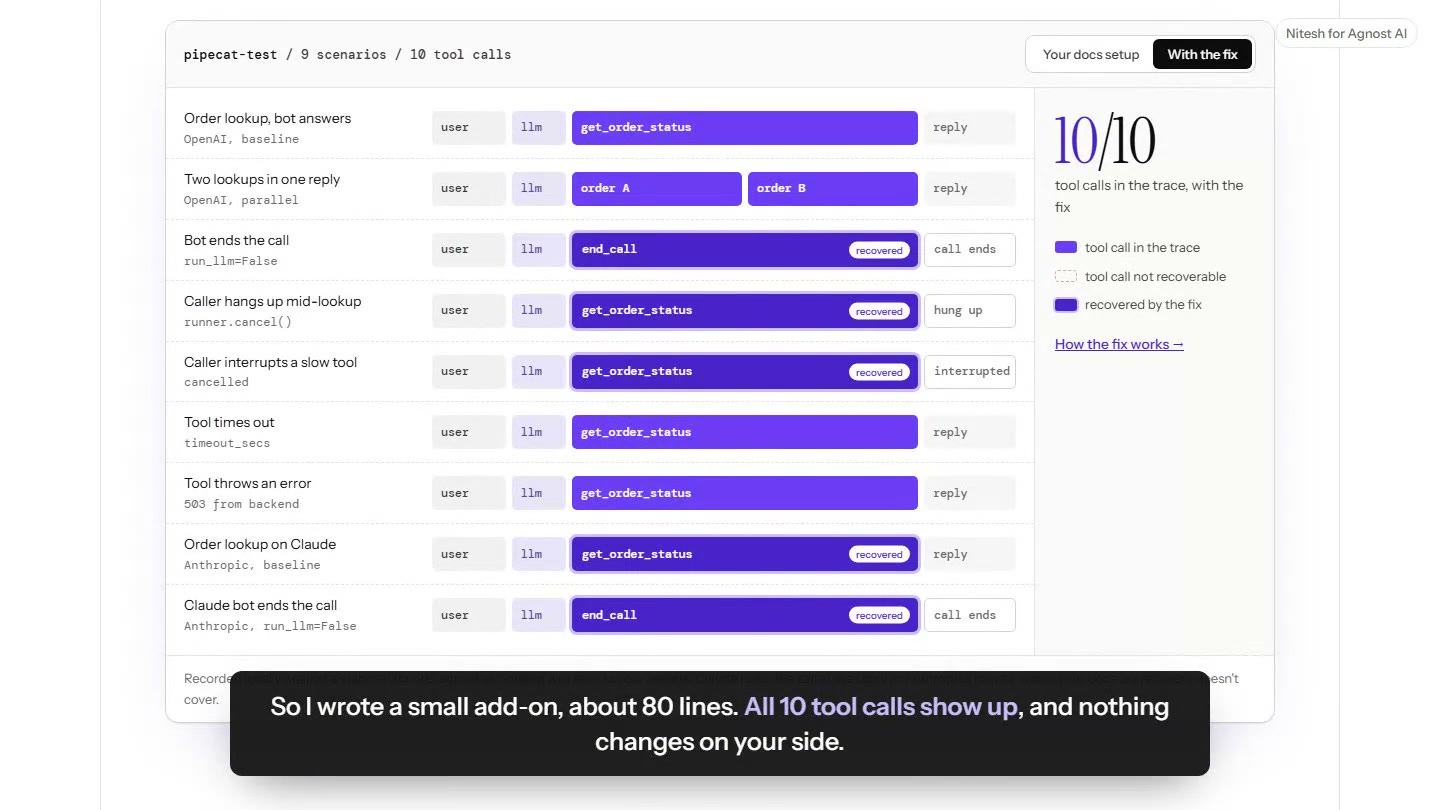 Nitesh for Agnost AI
pipecat-test / 9 scenarios / 10 tool calls
Your docs setup
With the fix
Order lookup, bot answers
OpenAI, baseline
user
llm
get_order_status
reply
Two lookups in one reply
OpenAI, parallel
user
llm
order A
order B
reply
Bot ends the call
run_llm=False
user
llm
end_call
recovered
call ends
Caller hangs up mid-lookup
runner.cancel()
user
llm
get_order_status
recovered
hung up
Caller interrupts a slow tool
cancelled
user
llm
get_order_status
recovered
interrupted
Tool times out
timeout_secs
user
llm
get_order_status
reply
Tool throws an error
503 from backend
user
llm
get_order_status
reply
Order lookup on Claude
Anthropic, baseline
user
llm
get_order_status
recovered
reply
Claude bot ends the call
Anthropic, run_llm=False
user
llm
end_call
recovered
call ends
10/10
tool calls in the trace, with the
fix
tool call in the trace
tool call not recoverable
recovered by the fix
How the fix works →
cover.
So I wrote a small add-on, about 80 lines. All 10 tool calls show up, and nothing
changes on your side.